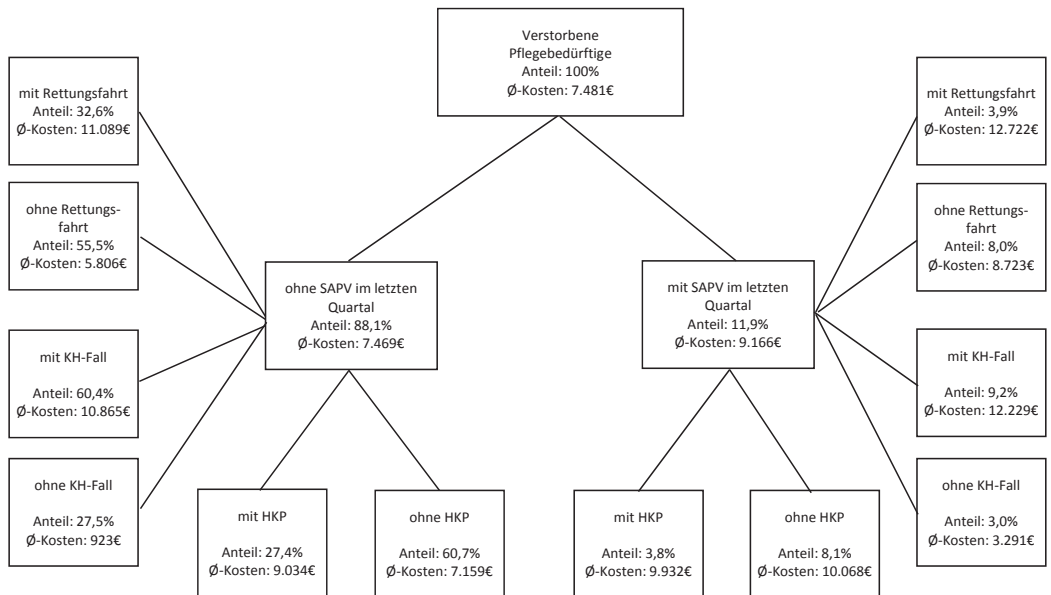 Verstorbene
Pflegebedürftige
Anteil: 100%
Ø-Kosten: 7.481€
mit Rettungsfahrt
Anteil: 32,6%
Ø-Kosten: 11.089€
ohne Rettungs-
fahrt
Anteil: 55,5%
Ø-Kosten: 5.806€
mit KH-Fall
Anteil: 60,4%
Ø-Kosten: 10.865€
ohne KH-Fall
Anteil: 27,5%
Ø-Kosten: 923€
ohne SAPV im letzten
Quartal
Anteil: 88,1%
Ø-Kosten: 7.469€
mit HKP
Anteil: 27,4%
Ø-Kosten: 9.034€
ohne HKP
Anteil: 60,7%
Ø-Kosten: 7.159€
mit SAPV im letzten
Quartal
Anteil: 11,9%
Ø-Kosten: 9.166€
mit HKP
Anteil: 3,8%
Ø-Kosten: 9.932€
ohne HKP
Anteil: 8,1%
Ø-Kosten: 10.068€
mit Rettungsfahrt
Anteil: 3,9%
Ø-Kosten: 12.722€
ohne Rettungs-
fahrt
Anteil: 8,0%
Ø-Kosten: 8.723€
mit KH-Fall
Anteil: 9,2%
Ø-Kosten: 12.229€
ohne KH-Fall
Anteil: 3,0%
Ø-Kosten: 3.291€